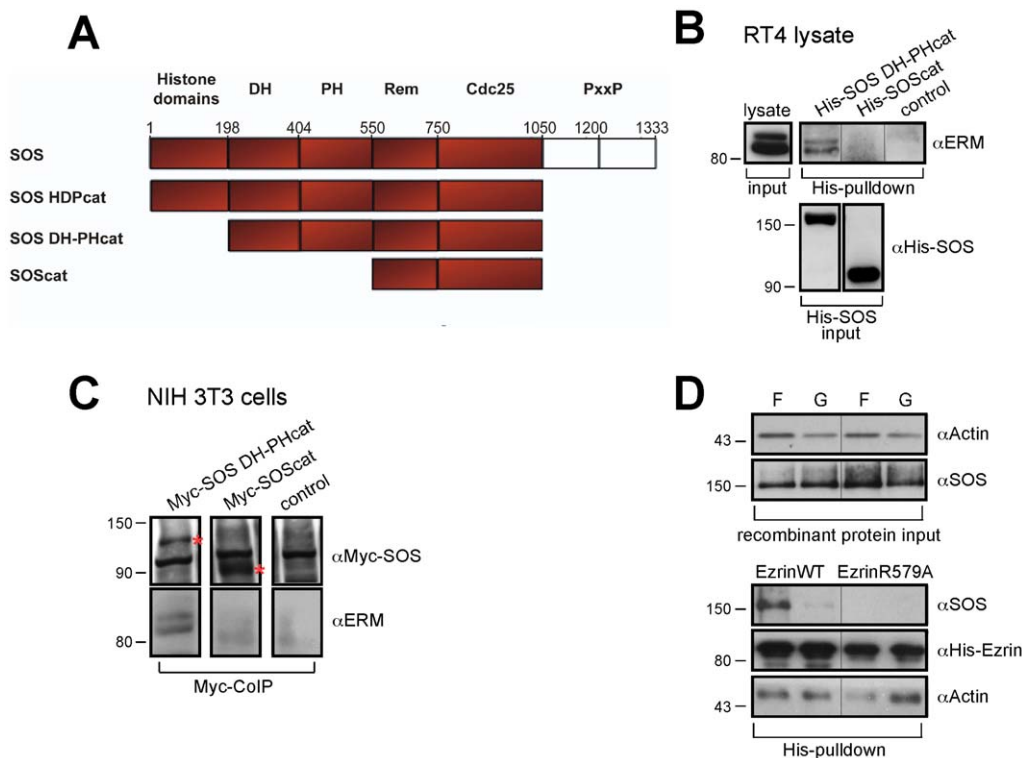 A
Histone domains DH PH Rem Cdc25 PxxP
1 198 404 550 750 1050 1200 1333
SOS
SOS HDPcat
SOS DH-PHcat
SOScat
B
RT4 lysate
lysate His-SOS DH-PHcat His-SOScat control
80
αERM
input His-pulldown
150
αHis-SOS
90
His-SOS
input
C
NIH 3T3 cells
Myc-SOS DH-PHcat Myc-SOScat control
150
* *
αMyc-SOS
90
αERM
80
Myc-CoIP
D
F G F G
43
αActin
150
αSOS
recombinant protein input
EzrinWT EzrinR579A
150
αSOS
αHis-Ezrin
80
αActin
43
His-pulldown